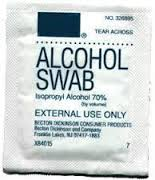 NO. 326895
TEAR ACROSS
ALCOHOL
SWAB
Isopropyl Alcohol 70%
(by volume)
EXTERNAL USE ONLY
BECTON DICKINSON CONSUMER PRODUCTS
Becton Dickinson and Company
Franklin Lakes, NJ 07417-1883
X84015
7